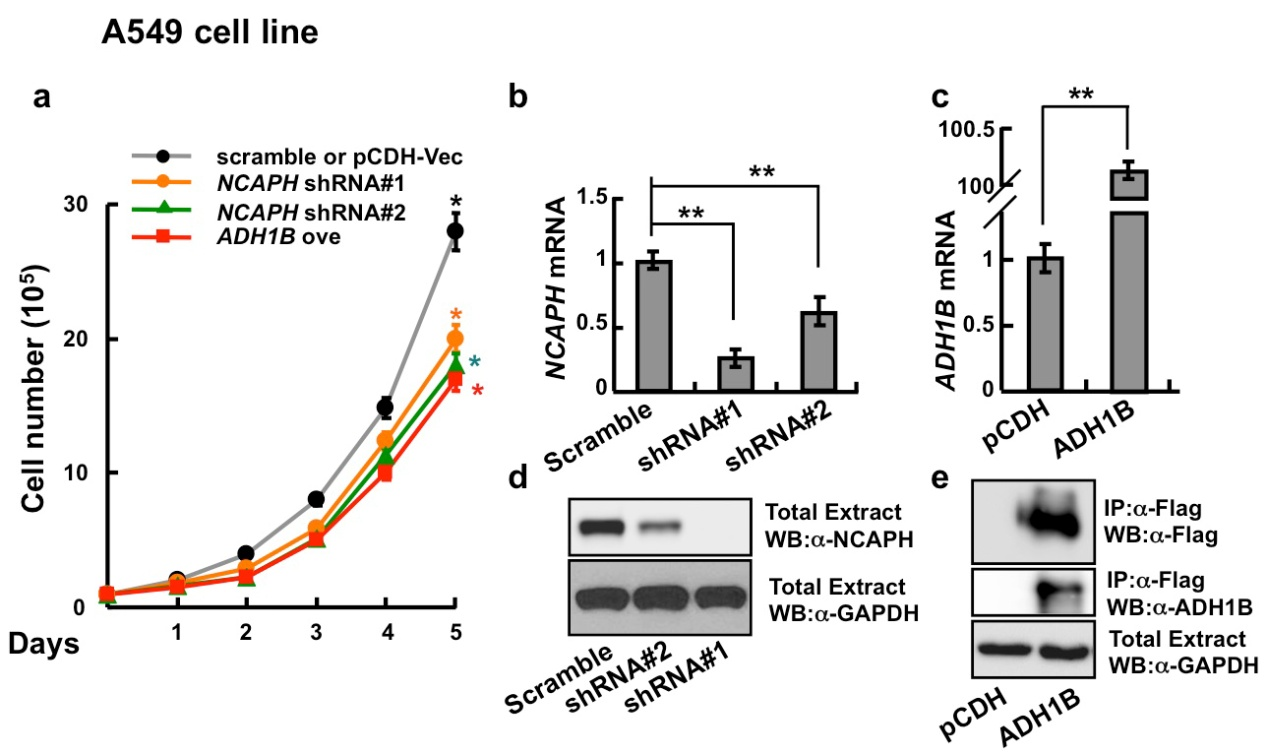 A549 cell line
a
scramble or pCDH-Vec
NCAPH shRNA#1
NCAPH shRNA#2
ADH1B ove
Cell number (10⁵)
30
20
10
0
*
*
*
*
Days
1 2 3 4 5
b
NCAPH mRNA
1.5
1
0.5
0
**
**
Scramble
shRNA#1
shRNA#2
c
ADH1B mRNA
100.5
100
1
0.5
0
**
pCDH
ADH1B
d
Total Extract
WB:α-NCAPH
Total Extract
WB:α-GAPDH
Scramble
shRNA#2
shRNA#1
e
IP:α-Flag
WB:α-Flag
IP:α-Flag
WB:α-ADH1B
Total Extract
WB:α-GAPDH
pCDH
ADH1B